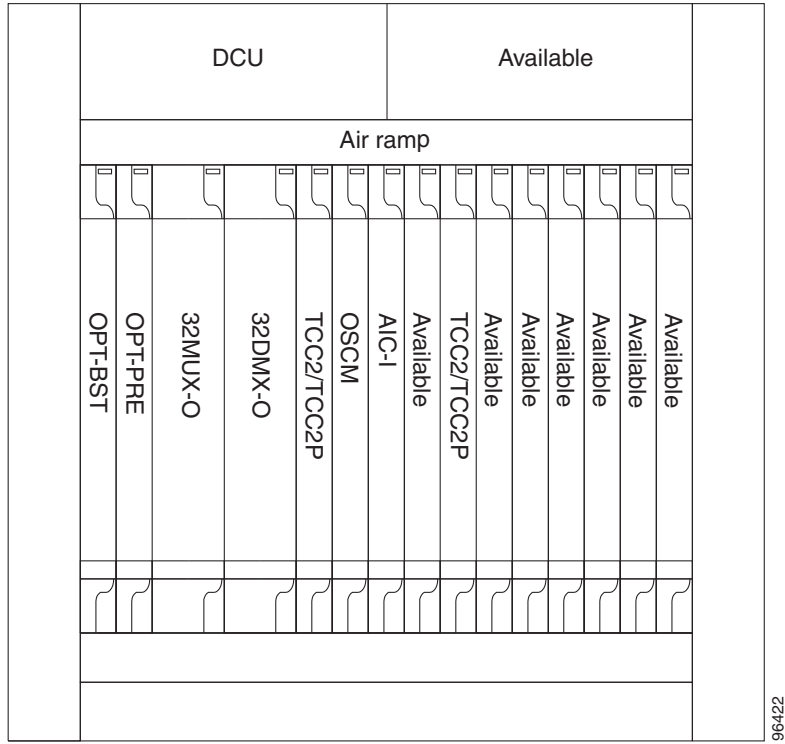 DCU
Available
Air ramp
OPT-BST
OPT-PRE
32MUX-O
32DMX-O
TCC2/TCC2P
OSCM
AIC-I
Available
TCC2/TCC2P
Available
Available
Available
Available
Available
Available
96422